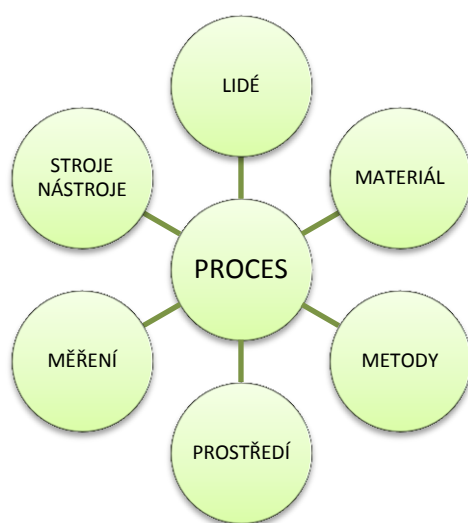 LIDÉ
STROJE
NÁSTROJE
MATERIÁL
PROCES
MĚŘENÍ
METODY
PROSTŘEDÍ